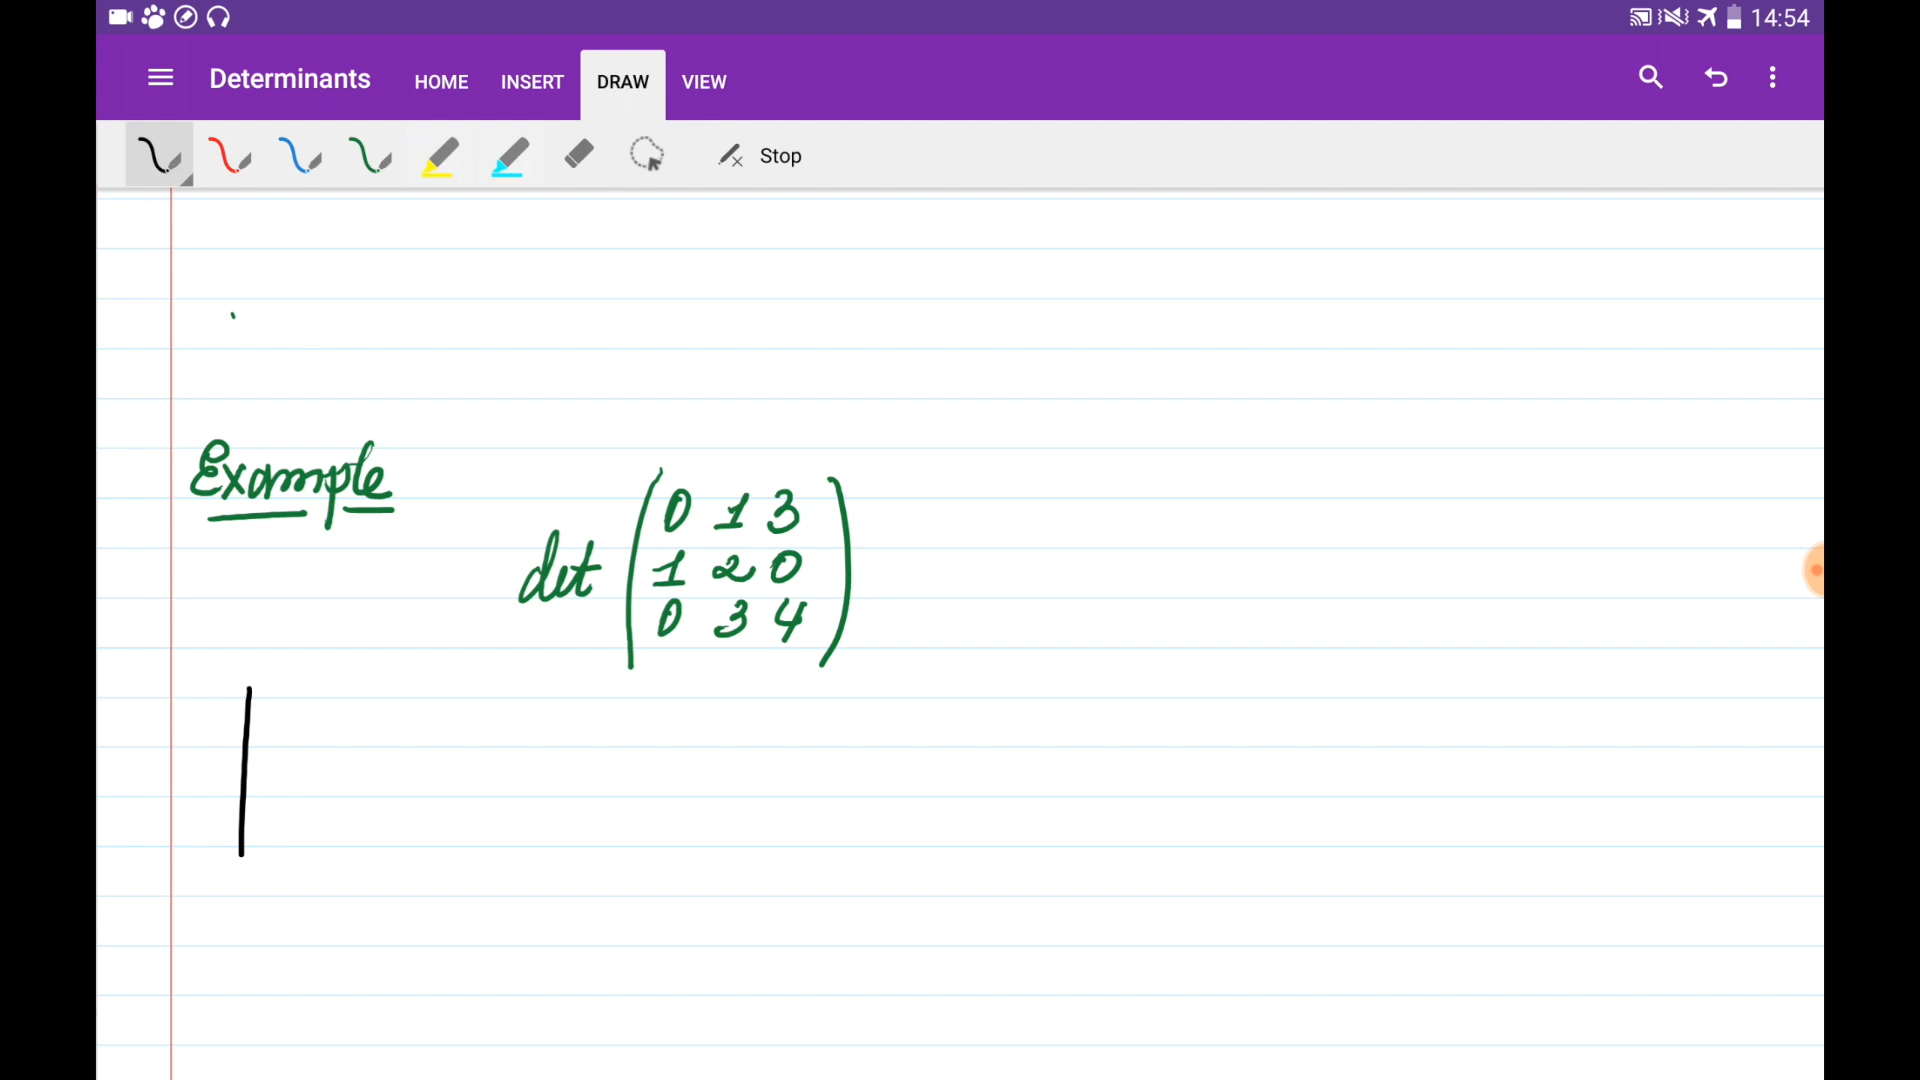 14:54
Determinants HOME INSERT DRAW VIEW
Stop
Example
det ( 0 1 3
1 2 0
0 3 4 )